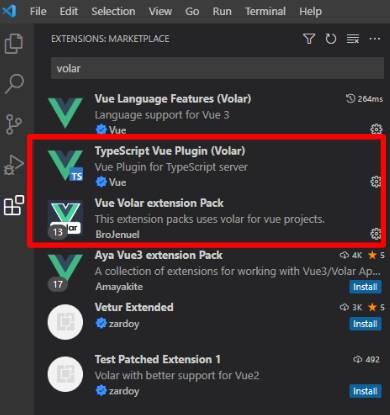 File Edit Selection View Go Run Terminal Help
EXTENSIONS: MARKETPLACE
volar
Vue Language Features (Volar) 264ms
Language support for Vue 3
Vue
TypeScript Vue Plugin (Volar)
Vue Plugin for TypeScript server
TS Vue
Vue Volar extension Pack
This extension packs uses volar for vue projects.
13 BroJenuel
Aya Vue3 extension Pack 4K 5
A collection of extensions for working with Vue3/Volar Ap...
17 Amayakite Install
Vetur Extended 3K 5
zardoy Install
Test Patched Extension 1 492
Volar with better support for Vue2
zardoy Install